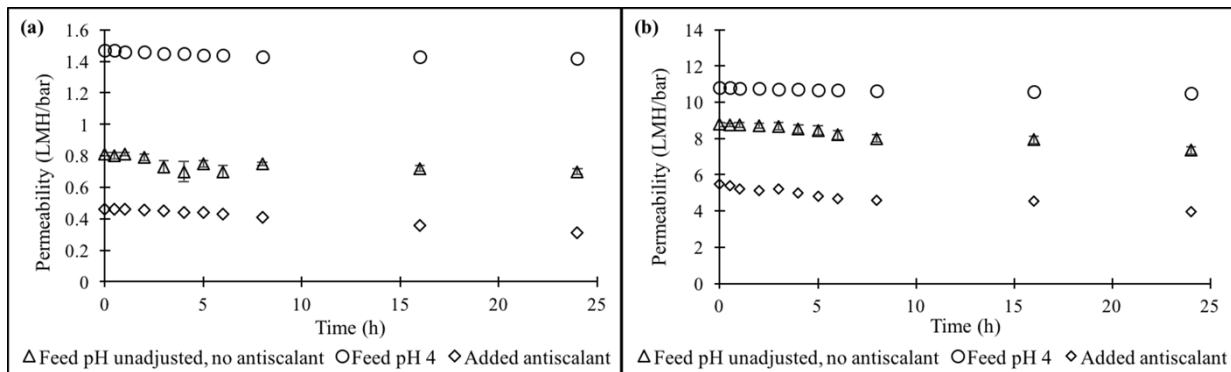 (a)
1.6
1.4
1.2
1
0.8
0.6
0.4
0.2
0
Permeability (LMH/bar)
0 5 10 15 20 25
Time (h)
Feed pH unadjusted, no antiscalant Feed pH 4 Added antiscalant
(b)
14
12
10
8
6
4
2
0
Permeability (LMH/bar)
0 5 10 15 20 25
Time (h)
Feed pH unadjusted, no antiscalant Feed pH 4 Added antiscalant